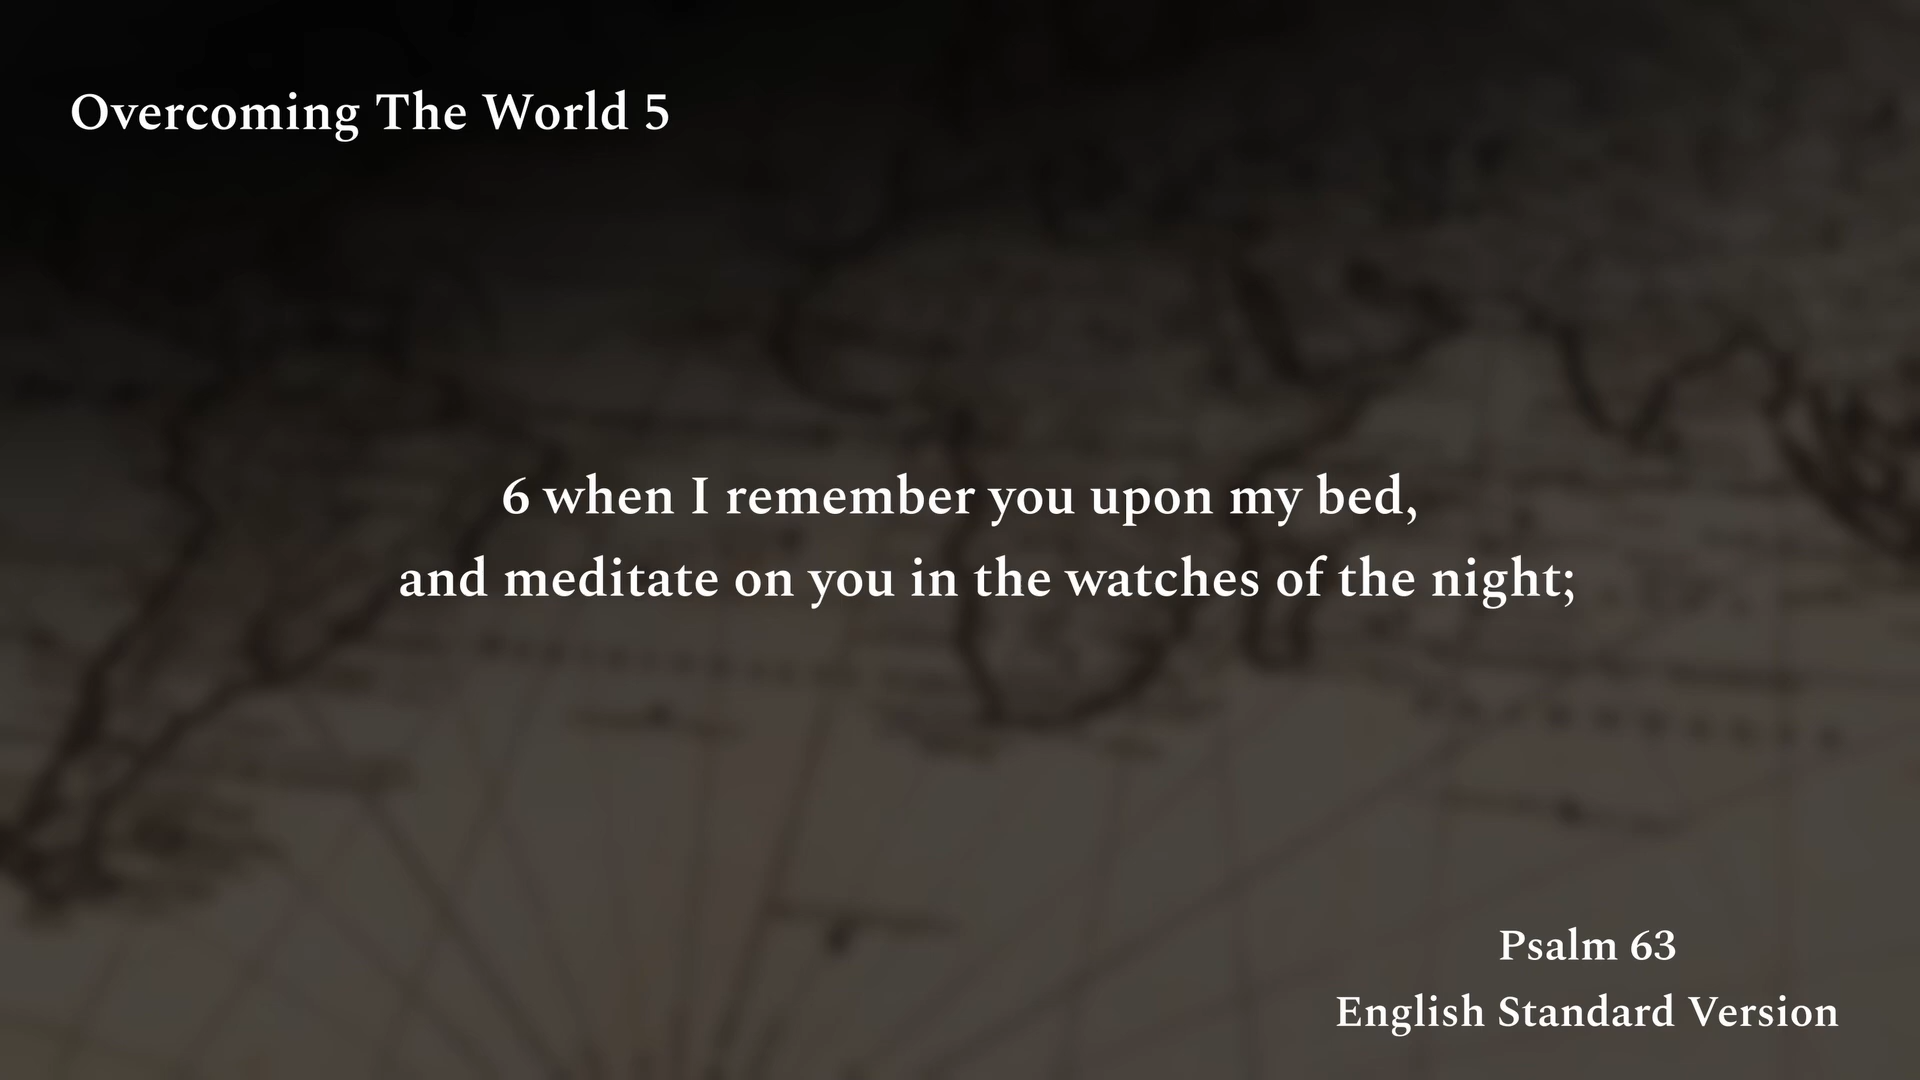 Overcoming The World 5
6 when I remember you upon my bed,
and meditate on you in the watches of the night;
Psalm 63
English Standard Version